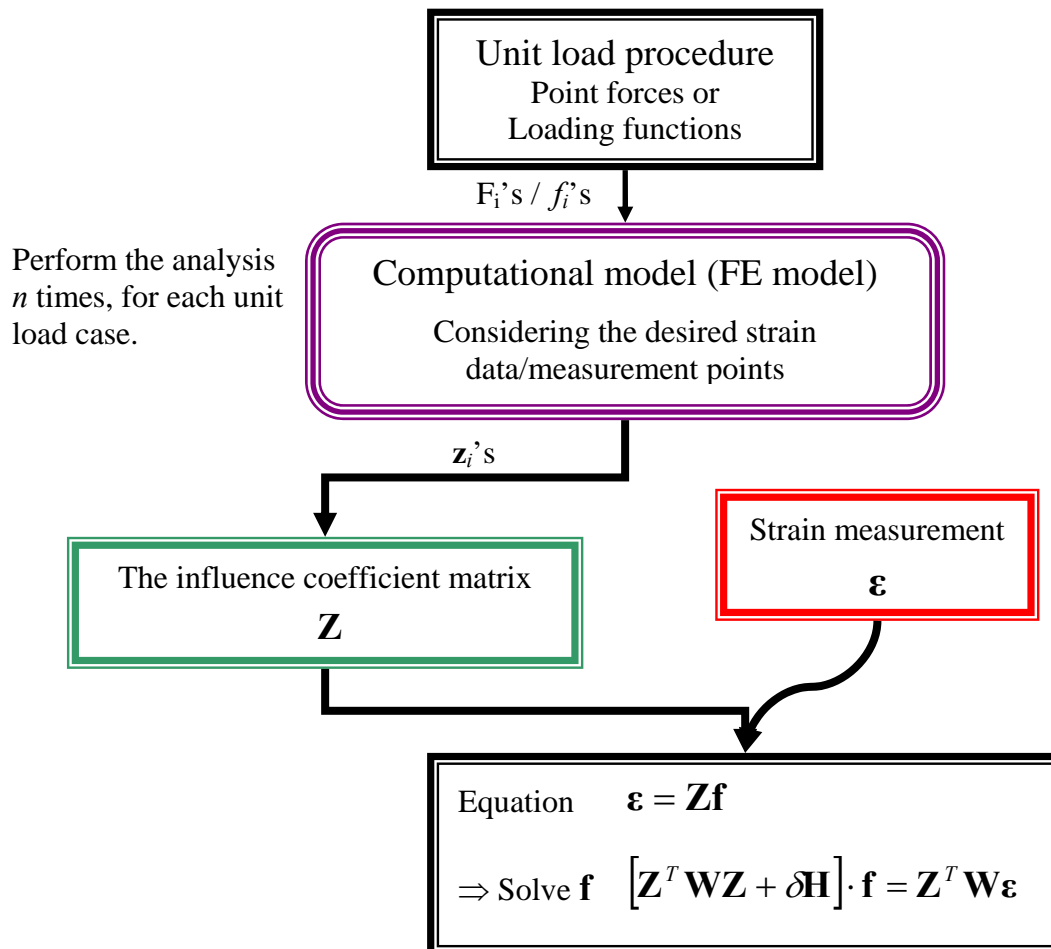 Unit load procedure
Point forces or
Loading functions
Fᵢ’s / fᵢ’s
Perform the analysis
n times, for each unit
load case.
Computational model (FE model)
Considering the desired strain
data/measurement points
zᵢ’s
The influence coefficient matrix
Z
Strain measurement
ε
Equation ε = Zf
⇒ Solve f [Zᵀ WZ + δH] · f = Zᵀ Wε